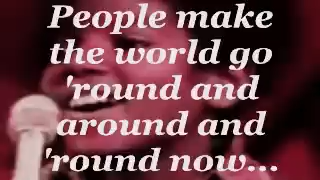 People make
the world go
'round and
around and
'round now...